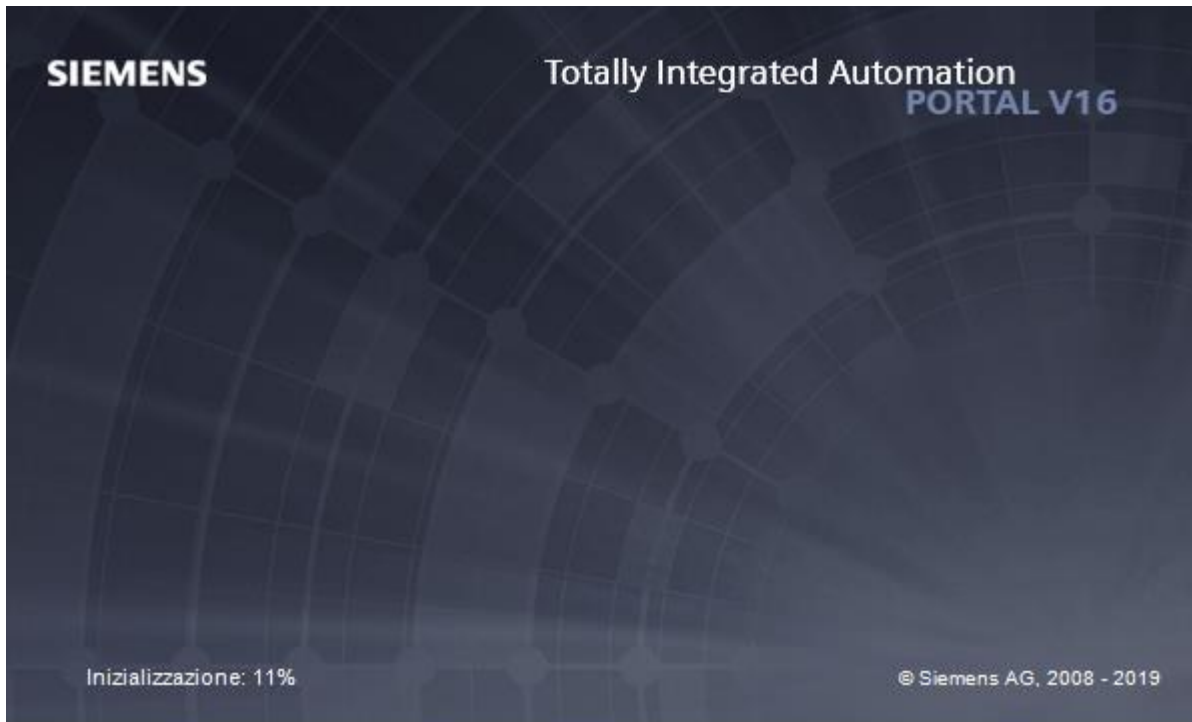 SIEMENS
Totally Integrated Automation
PORTAL V16
Inizializzazione: 11%
© Siemens AG, 2008 - 2019